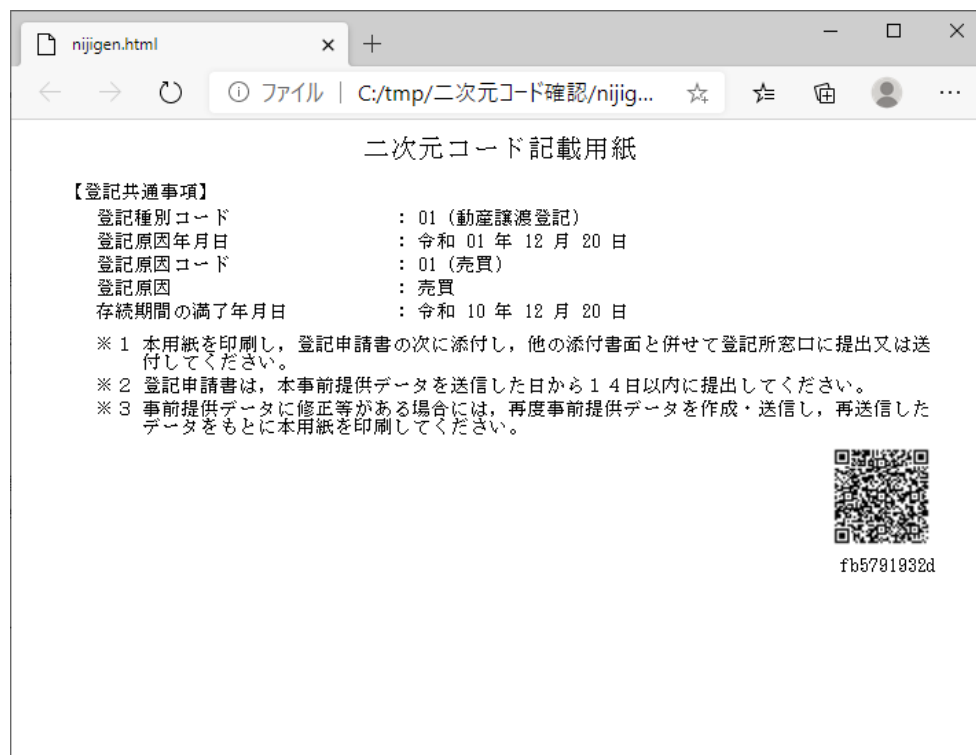 nijigen.html
ファイル | C:/tmp/二次元コード確認/nijig...
二次元コード記載用紙
【登記共通事項】
登記種別コード : 01 (動産譲渡登記)
登記原因年月日 : 令和 01 年 12 月 20 日
登記原因コード : 01 (売買)
登記原因 : 売買
存続期間の満了年月日 : 令和 10 年 12 月 20 日
※1 本用紙を印刷し，登記申請書の次に添付し，他の添付書面と併せて登記所窓口に提出又は送
付してください。
※2 登記申請書は，本事前提供データを送信した日から１４日以内に提出してください。
※3 事前提供データに修正等がある場合には，再度事前提供データを作成・送信し，再送信した
データをもとに本用紙を印刷してください。
fb5791932d